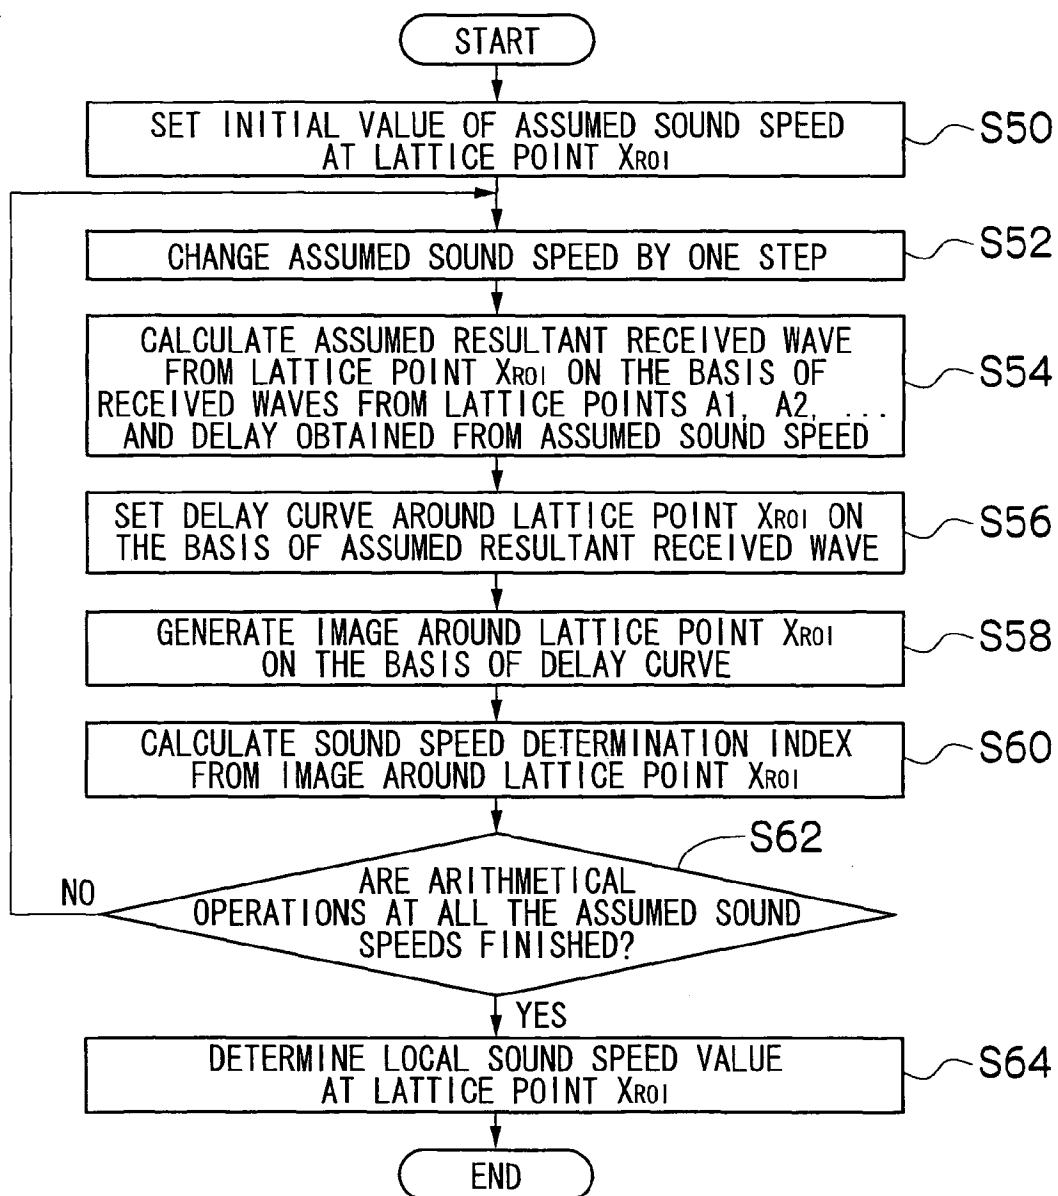 START
SET INITIAL VALUE OF ASSUMED SOUND SPEED
AT LATTICE POINT XROI
S50
CHANGE ASSUMED SOUND SPEED BY ONE STEP
S52
CALCULATE ASSUMED RESULTANT RECEIVED WAVE
FROM LATTICE POINT XROI ON THE BASIS OF
RECEIVED WAVES FROM LATTICE POINTS A1, A2, ...
AND DELAY OBTAINED FROM ASSUMED SOUND SPEED
S54
SET DELAY CURVE AROUND LATTICE POINT XROI ON
THE BASIS OF ASSUMED RESULTANT RECEIVED WAVE
S56
GENERATE IMAGE AROUND LATTICE POINT XROI
ON THE BASIS OF DELAY CURVE
S58
CALCULATE SOUND SPEED DETERMINATION INDEX
FROM IMAGE AROUND LATTICE POINT XROI
S60
S62
ARE ARITHMETICAL
OPERATIONS AT ALL THE ASSUMED SOUND
SPEEDS FINISHED?
NO
YES
DETERMINE LOCAL SOUND SPEED VALUE
AT LATTICE POINT XROI
S64
END